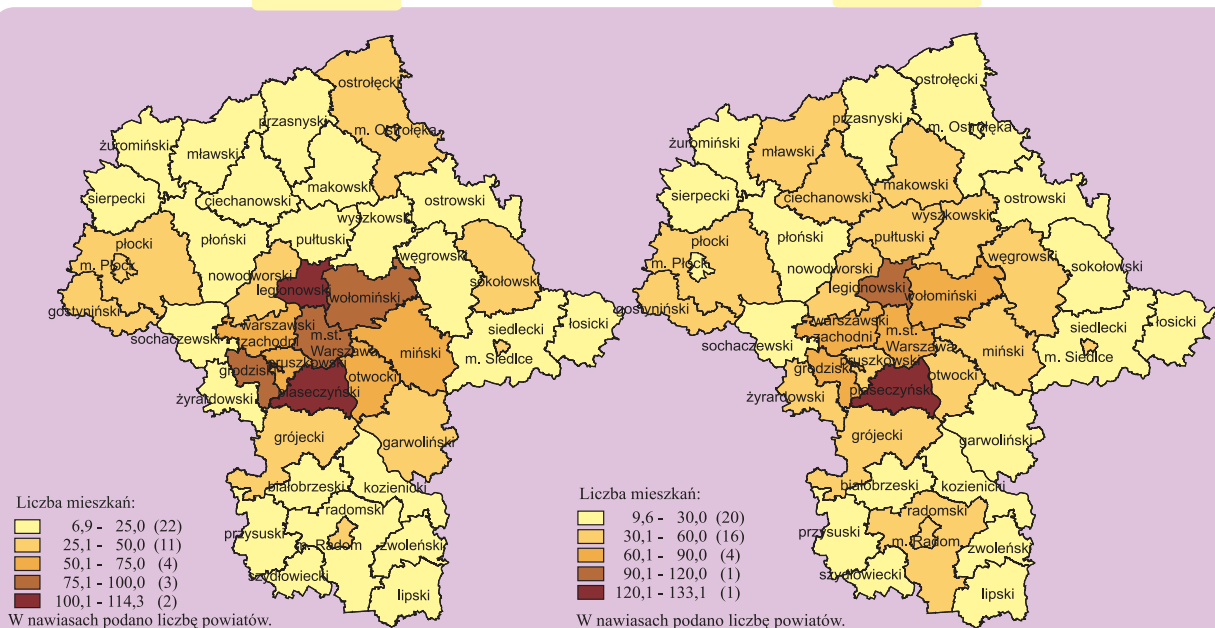 ostrołęcki
przasnyski
m. Ostrołęka
żuromiński
mławski
makowski
sierpecki
ciechanowski
ostrowski
wyszkowski
płocki
płoński
pułtuski
węgrowski
m. Płock
nowodworski
sokołowski
legionowski
wołomiński
gostyniński
warszawski
zachodni
siedlecki
łosicki
sochaczewski
m.st.
Warszawa
miński
m. Siedlce
pruszkowski
grodziski
otwocki
piaseczyński
żyrardowski
grójecki
garwoliński
białobrzeski
kozienicki
radomski
przysuski
m. Radom
zwoleński
szydłowiecki
lipski
Liczba mieszkań:
6,9 - 25,0 (22)
25,1 - 50,0 (11)
50,1 - 75,0 (4)
75,1 - 100,0 (3)
100,1 - 114,3 (2)
W nawiasach podano liczbę powiatów.
ostrołęcki
przasnyski
m. Ostrołęka
żuromiński
mławski
makowski
sierpecki
ciechanowski
ostrowski
wyszkowski
płocki
płoński
pułtuski
węgrowski
m. Płock
nowodworski
sokołowski
legionowski
wołomiński
gostyniński
warszawski
zachodni
siedlecki
łosicki
sochaczewski
m.st.
Warszawa
miński
m. Siedlce
pruszkowski
grodziski
otwocki
piaseczyński
żyrardowski
grójecki
garwoliński
białobrzeski
kozienicki
radomski
przysuski
m. Radom
zwoleński
szydłowiecki
lipski
Liczba mieszkań:
9,6 - 30,0 (20)
30,1 - 60,0 (16)
60,1 - 90,0 (4)
90,1 - 120,0 (1)
120,1 - 133,1 (1)
W nawiasach podano liczbę powiatów.